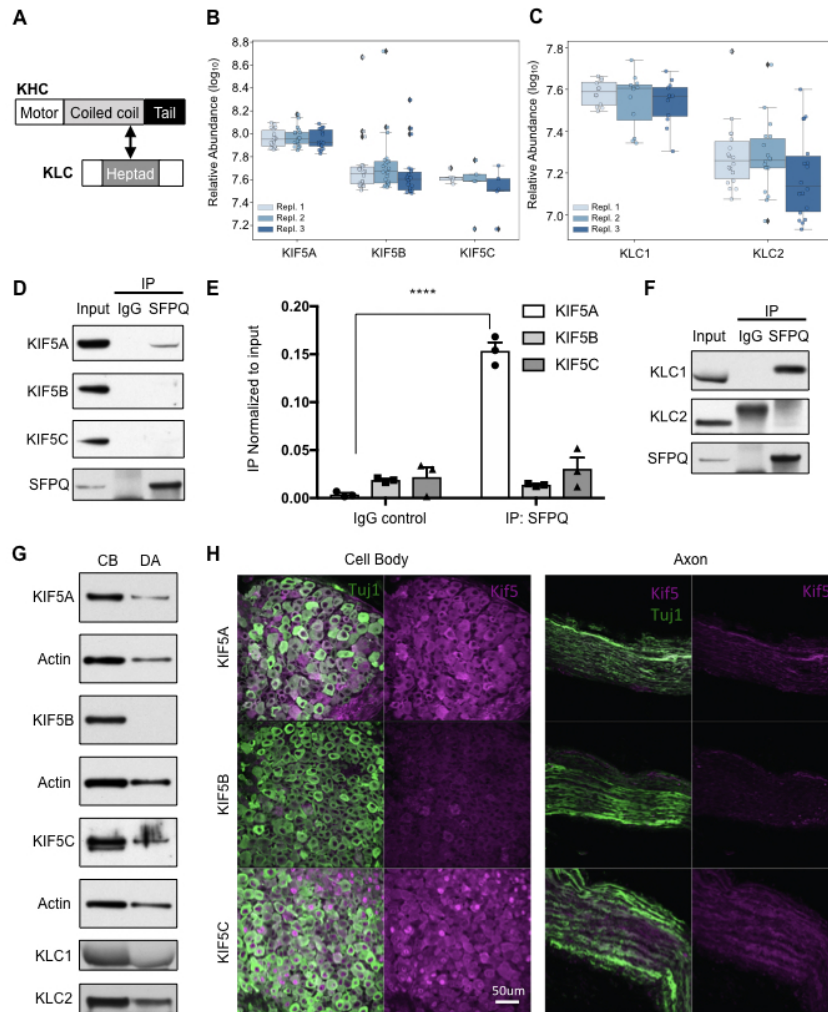 A
KHC
Motor Coiled coil Tail
KLC
Heptad
B
Relative Abundance (log₁₀)
8.8
8.6
8.4
8.2
8.0
7.8
7.6
7.4
7.2
Repl. 1
Repl. 2
Repl. 3
KIF5A KIF5B KIF5C
C
Relative Abundance (log₁₀)
7.8
7.6
7.4
7.2
7.0
Repl. 1
Repl. 2
Repl. 3
KLC1 KLC2
D
IP
Input IgG SFPQ
KIF5A
KIF5B
KIF5C
SFPQ
E
IP Normalized to input
0.20
0.15
0.10
0.05
0.00
****
KIF5A
KIF5B
KIF5C
IgG control IP: SFPQ
F
IP
Input IgG SFPQ
KLC1
KLC2
SFPQ
G
CB DA
KIF5A
Actin
KIF5B
Actin
KIF5C
Actin
KLC1
KLC2
H
Cell Body Axon
Tuj1 Kif5 Kif5 Kif5
Tuj1
KIF5A
KIF5B
KIF5C
50um